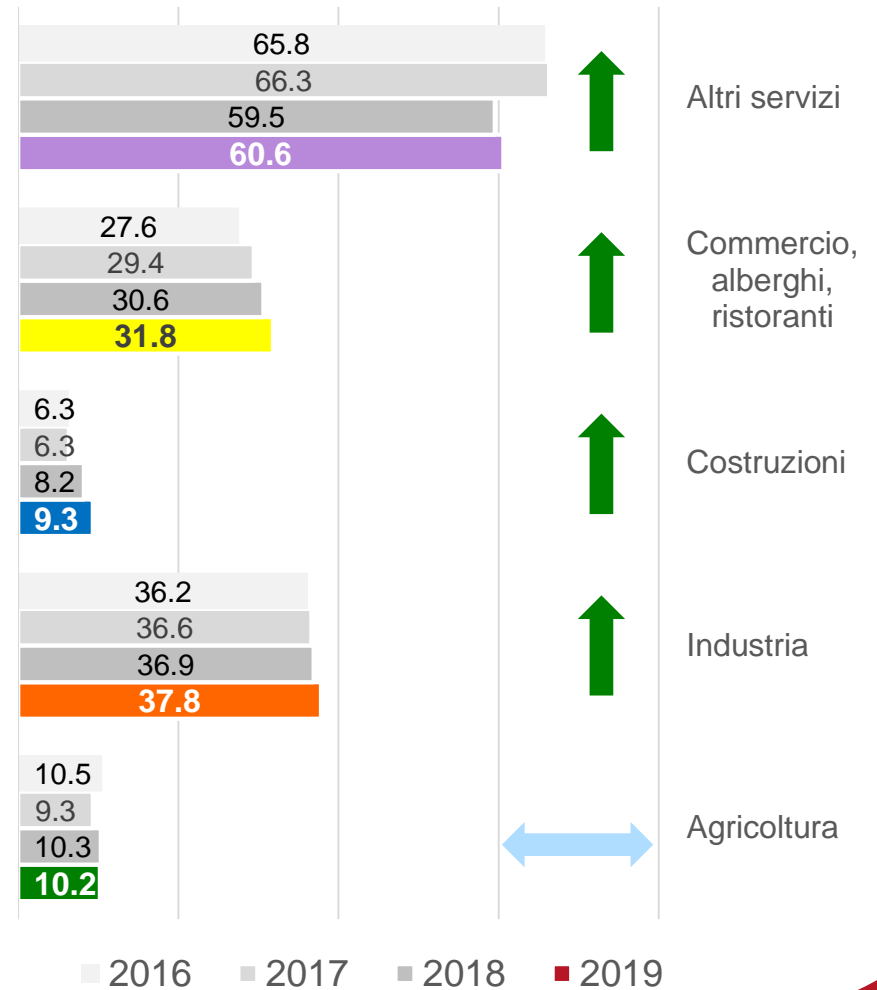 65.8
66.3
59.5
60.6
Altri servizi
27.6
29.4
30.6
31.8
Commercio,
alberghi,
ristoranti
6.3
6.3
8.2
9.3
Costruzioni
36.2
36.6
36.9
37.8
Industria
10.5
9.3
10.3
10.2
Agricoltura
2016 2017 2018 2019